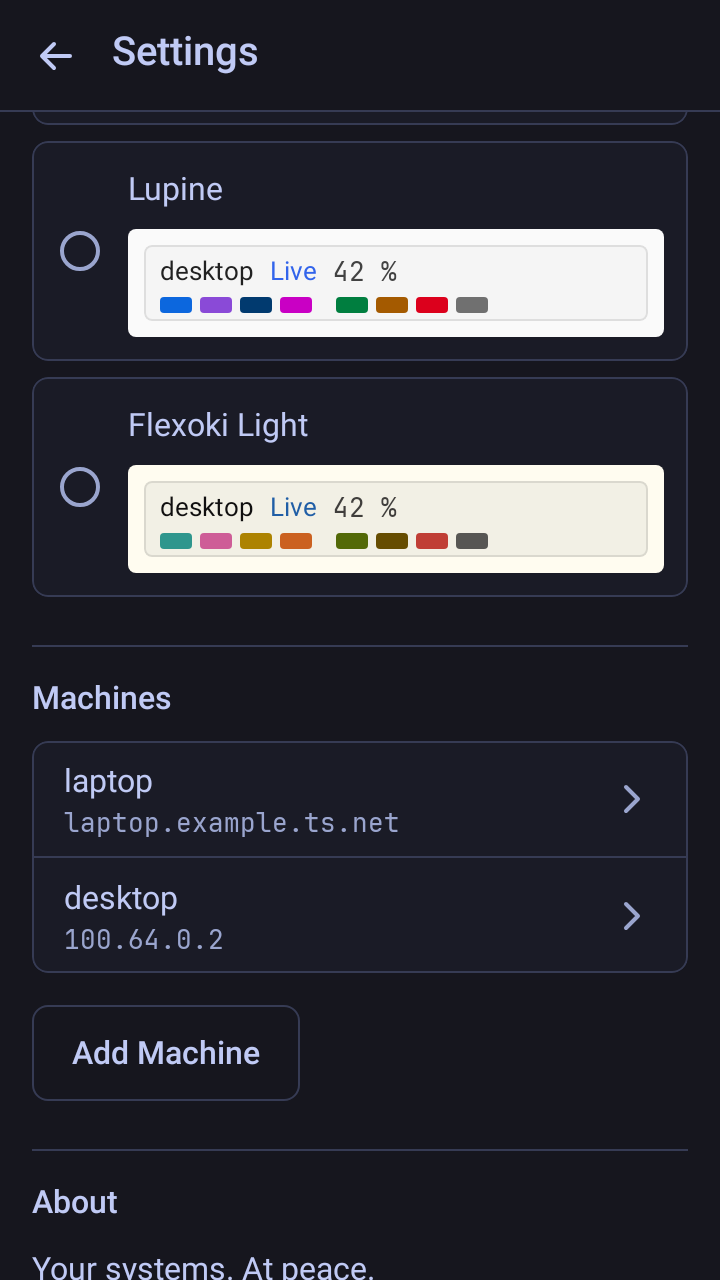 Settings
Lupine
desktop Live 42 %
Flexoki Light
desktop Live 42 %
Machines
laptop
laptop.example.ts.net
desktop
100.64.0.2
Add Machine
About
Your systems. At peace.